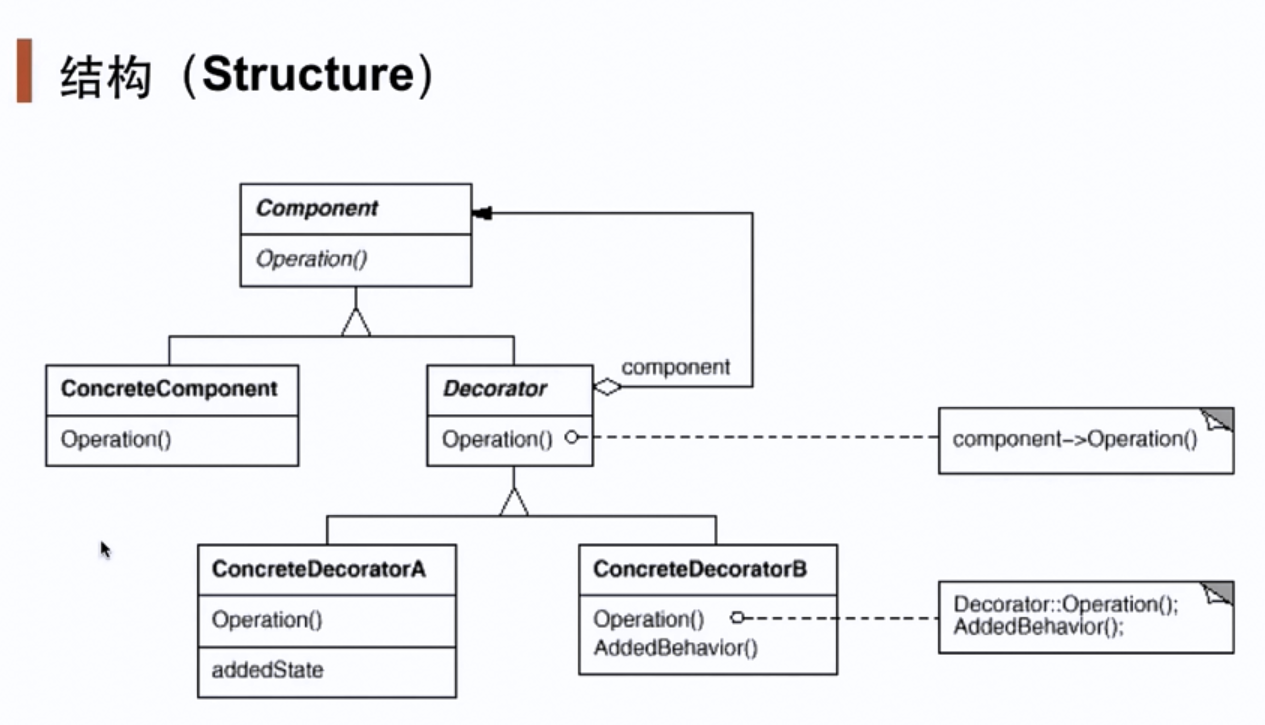 结构（Structure）
Component
Operation()
component
ConcreteComponent
Operation()
Decorator
Operation()
component->Operation()
ConcreteDecoratorA
Operation()
addedState
ConcreteDecoratorB
Operation()
AddedBehavior()
Decorator::Operation();
AddedBehavior();